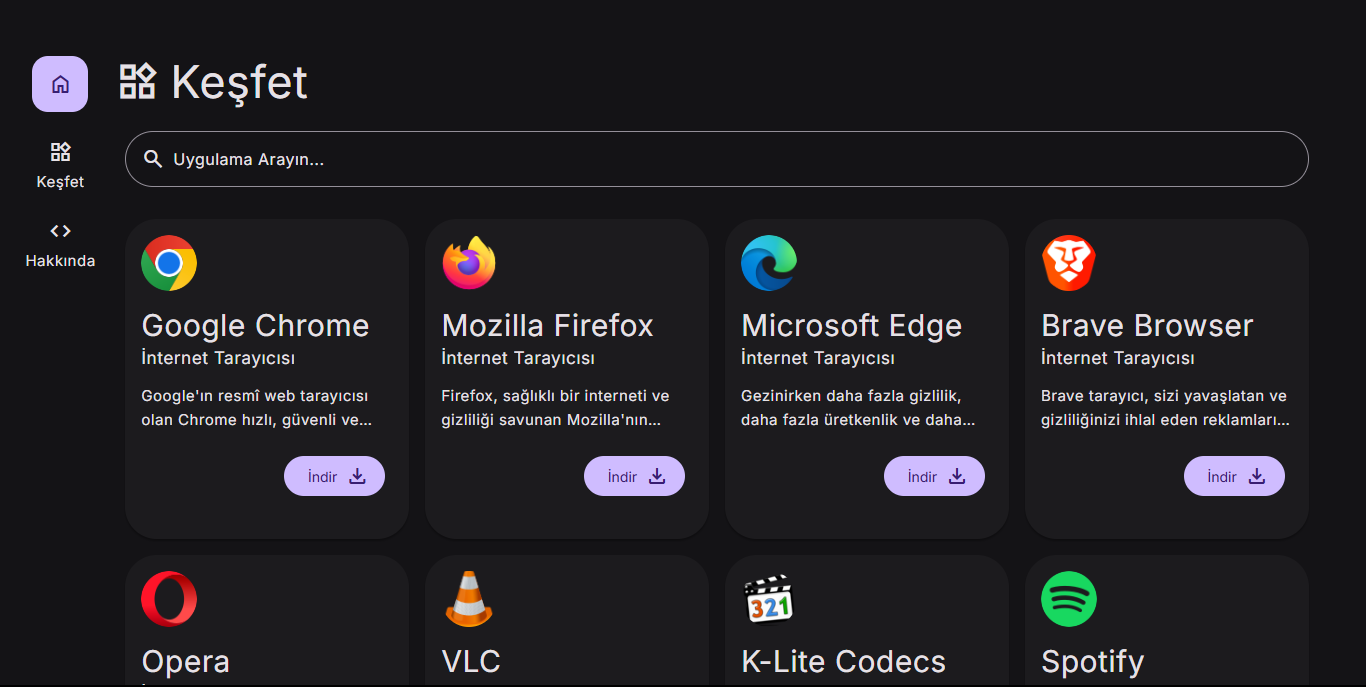 Keşfet
Keşfet
Hakkında
Uygulama Arayın...
Google Chrome
İnternet Tarayıcısı
Google'ın resmî web tarayıcısı
olan Chrome hızlı, güvenli ve...
İndir
Mozilla Firefox
İnternet Tarayıcısı
Firefox, sağlıklı bir interneti ve
gizliliği savunan Mozilla'nın...
İndir
Microsoft Edge
İnternet Tarayıcısı
Gezinirken daha fazla gizlilik,
daha fazla üretkenlik ve daha...
İndir
Brave Browser
İnternet Tarayıcısı
Brave tarayıcı, sizi yavaşlatan ve
gizliliğinizi ihlal eden reklamları...
İndir
Opera
VLC
321
K-Lite Codecs
Spotify